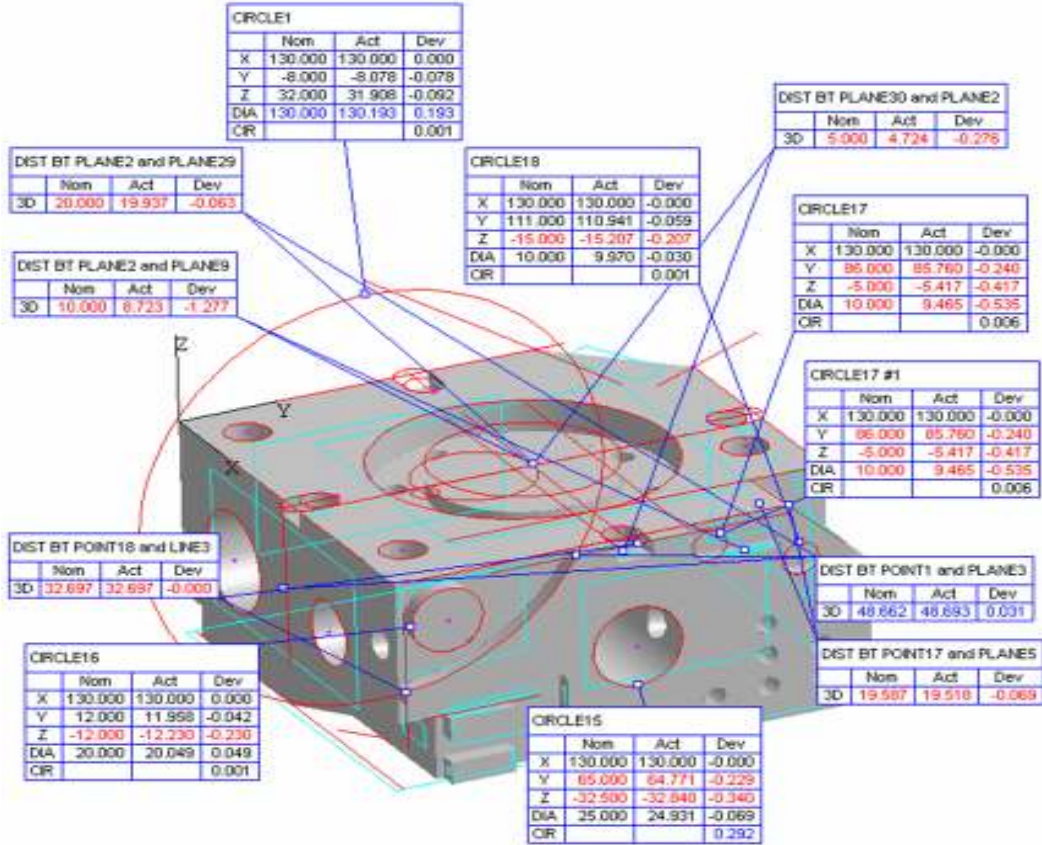 CIRCLE1
Nom Act Dev
X 130.000 130.000 0.000
Y -8.000 -8.078 -0.078
Z 32.000 31.908 -0.092
DIA 130.000 130.193 0.193
CIR 0.001
DIST BT PLANE30 and PLANE2
Nom Act Dev
3D 5.000 4.724 -0.276
DIST BT PLANE2 and PLANE29
Nom Act Dev
3D 20.000 19.937 -0.063
CIRCLE18
Nom Act Dev
X 130.000 130.000 -0.000
Y 111.000 110.941 -0.059
Z -15.000 -15.207 -0.207
DIA 10.000 9.970 -0.030
CIR 0.001
CIRCLE17
Nom Act Dev
X 130.000 130.000 -0.000
Y 86.000 85.760 -0.240
Z -5.000 -5.417 -0.417
DIA 10.000 9.465 -0.535
CIR 0.006
DIST BT PLANE2 and PLANE9
Nom Act Dev
3D 10.000 8.723 -1.277
Z
Y
X
CIRCLE17 #1
Nom Act Dev
X 130.000 130.000 -0.000
Y 86.000 85.760 -0.240
Z -5.000 -5.417 -0.417
DIA 10.000 9.465 -0.535
CIR 0.006
DIST BT POINT18 and LINE3
Nom Act Dev
3D 32.697 32.697 -0.000
DIST BT POINT1 and PLANE3
Nom Act Dev
3D 48.662 48.693 0.031
CIRCLE16
Nom Act Dev
X 130.000 130.000 0.000
Y 12.000 11.958 -0.042
Z -12.000 -12.230 -0.230
DIA 20.000 20.049 0.049
CIR 0.001
DIST BT POINT17 and PLANE5
Nom Act Dev
3D 19.587 19.518 -0.069
CIRCLE15
Nom Act Dev
X 130.000 130.000 -0.000
Y 65.000 64.771 -0.229
Z -32.500 -32.840 -0.340
DIA 25.000 24.931 -0.069
CIR 0.292